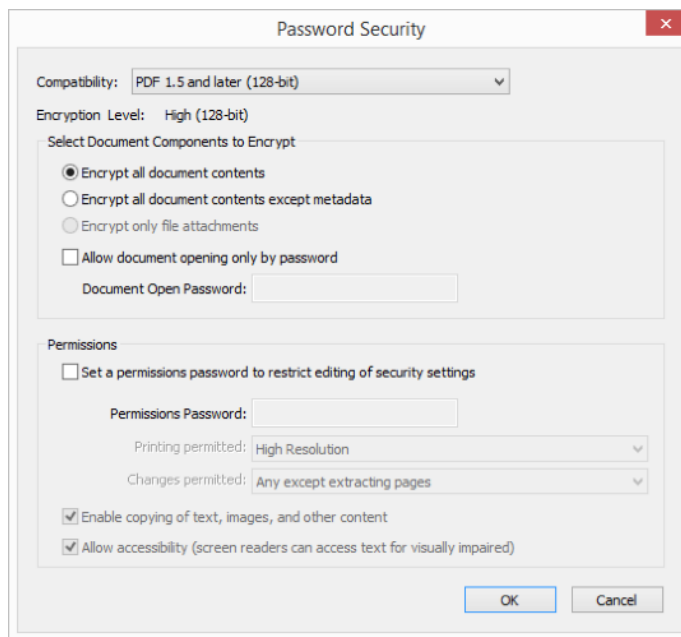 Password Security
Compatibility: PDF 1.5 and later (128-bit)
Encryption Level: High (128-bit)
Select Document Components to Encrypt
Encrypt all document contents
Encrypt all document contents except metadata
Encrypt only file attachments
Allow document opening only by password
Document Open Password:
Permissions
Set a permissions password to restrict editing of security settings
Permissions Password:
Printing permitted: High Resolution
Changes permitted: Any except extracting pages
Enable copying of text, images, and other content
Allow accessibility (screen readers can access text for visually impaired)
OK Cancel